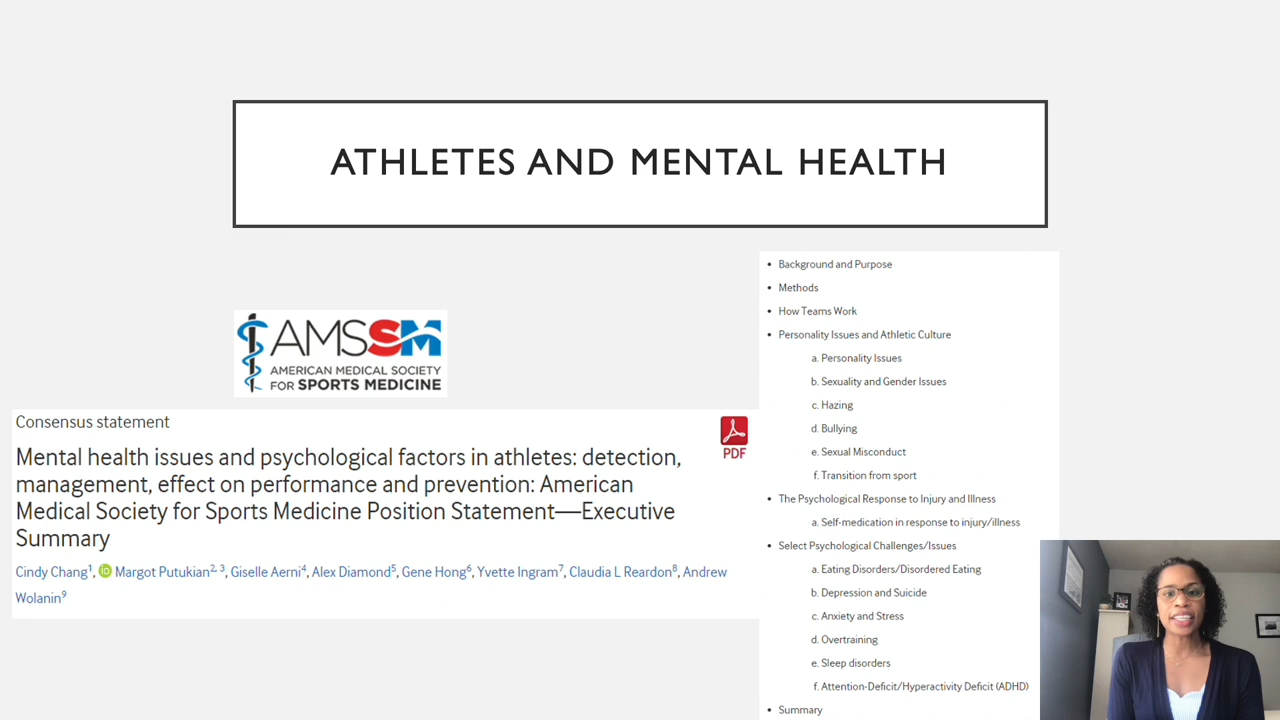 ATHLETES AND MENTAL HEALTH
AMSSM
AMERICAN MEDICAL SOCIETY
FOR SPORTS MEDICINE
Consensus statement
PDF
Mental health issues and psychological factors in athletes: detection,
management, effect on performance and prevention: American
Medical Society for Sports Medicine Position Statement—Executive
Summary
Cindy Chang1, iD Margot Putukian2, 3, Giselle Aerni4, Alex Diamond5, Gene Hong6, Yvette Ingram7, Claudia L Reardon8, Andrew
Wolanin9
• Background and Purpose
• Methods
• How Teams Work
• Personality Issues and Athletic Culture
a. Personality Issues
b. Sexuality and Gender Issues
c. Hazing
d. Bullying
e. Sexual Misconduct
f. Transition from sport
• The Psychological Response to Injury and Illness
a. Self-medication in response to injury/illness
• Select Psychological Challenges/Issues
a. Eating Disorders/Disordered Eating
b. Depression and Suicide
c. Anxiety and Stress
d. Overtraining
e. Sleep disorders
f. Attention-Deficit/Hyperactivity Deficit (ADHD)
• Summary